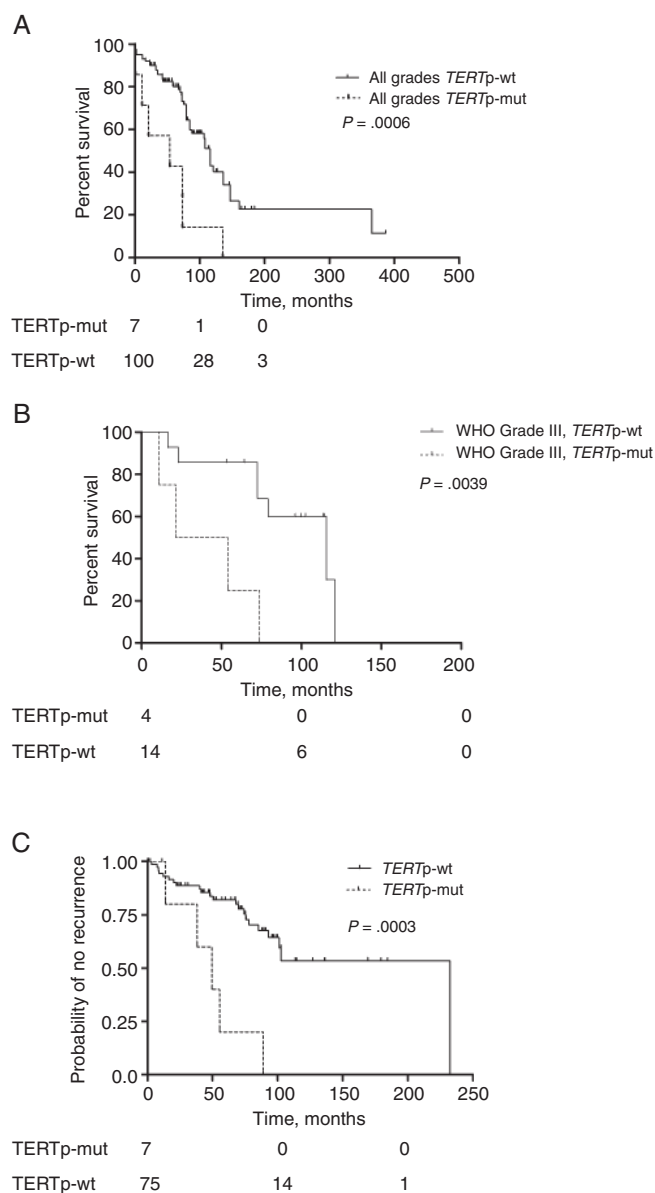 A
100
80
60
40
20
0
Percent survival
All grades TERTp-wt
All grades TERTp-mut
P = .0006
0 100 200 300 400 500
Time, months
TERTp-mut 7 1 0
TERTp-wt 100 28 3
B
100
80
60
40
20
0
Percent survival
WHO Grade III, TERTp-wt
WHO Grade III, TERTp-mut
P = .0039
0 50 100 150 200
Time, months
TERTp-mut 4 0 0
TERTp-wt 14 6 0
C
1.00
0.75
0.50
0.25
0.0
Probability of no recurrence
TERTp-wt
TERTp-mut
P = .0003
0 50 100 150 200 250
Time, months
TERTp-mut 7 0 0
TERTp-wt 75 14 1